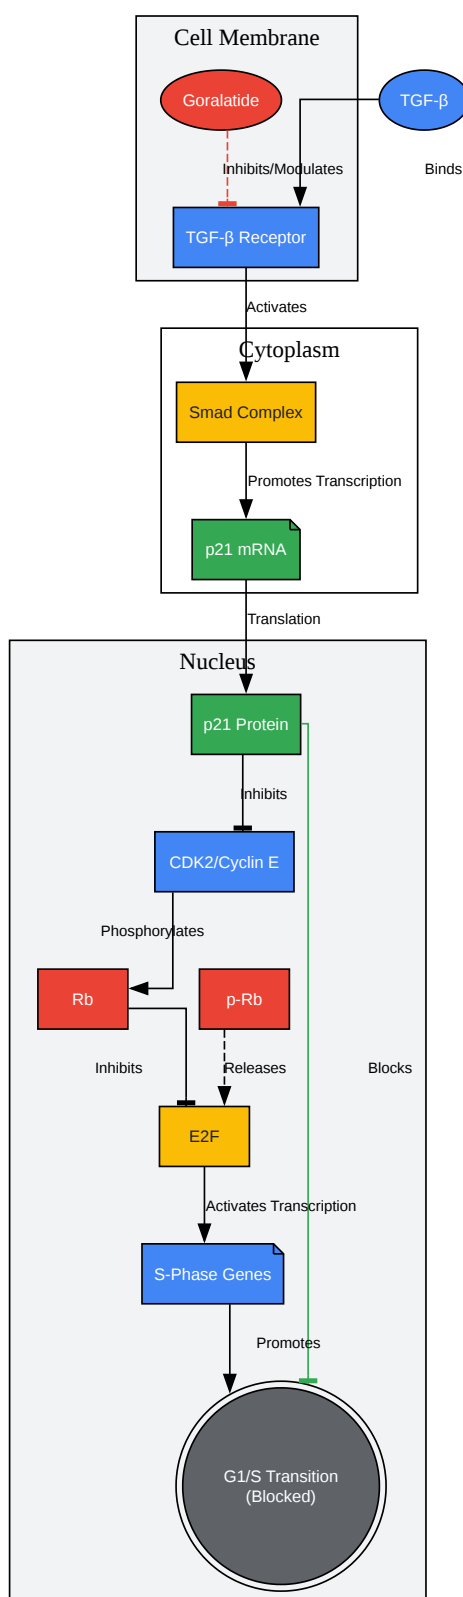 Cell Membrane
Goralatide
TGF-β
Inhibits/Modulates
Binds
TGF-β Receptor
Activates
Cytoplasm
Smad Complex
Promotes Transcription
p21 mRNA
Translation
Nucleus
p21 Protein
Inhibits
CDK2/Cyclin E
Phosphorylates
Rb
p-Rb
Inhibits
Releases
Blocks
E2F
Activates Transcription
S-Phase Genes
Promotes
G1/S Transition
(Blocked)